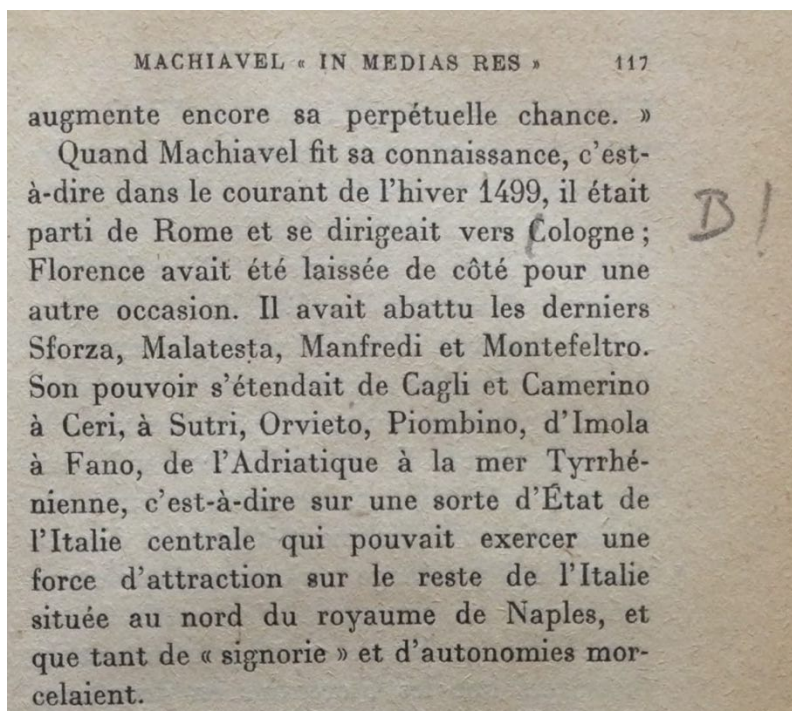 MACHIAVEL « IN MEDIAS RES » 117
augmente encore sa perpétuelle chance. »
Quand Machiavel fit sa connaissance, c'est-
à-dire dans le courant de l'hiver 1499, il était
parti de Rome et se dirigeait vers Cologne ; B!
Florence avait été laissée de côté pour une
autre occasion. Il avait abattu les derniers
Sforza, Malatesta, Manfredi et Montefeltro.
Son pouvoir s'étendait de Cagli et Camerino
à Ceri, à Sutri, Orvieto, Piombino, d'Imola
à Fano, de l'Adriatique à la mer Tyrrhé-
nienne, c'est-à-dire sur une sorte d'État de
l'Italie centrale qui pouvait exercer une
force d'attraction sur le reste de l'Italie
située au nord du royaume de Naples, et
que tant de « signorie » et d'autonomies mor-
celaient.